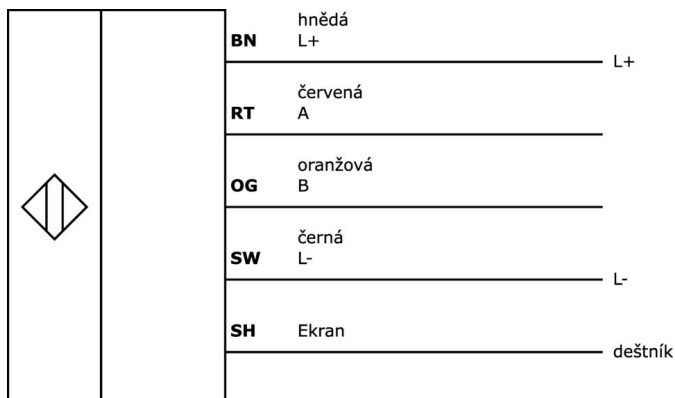 hnědá
BN L+
L+
červená
RT A
oranžová
OG B
černá
SW L-
L-
SH Ekran
deštník